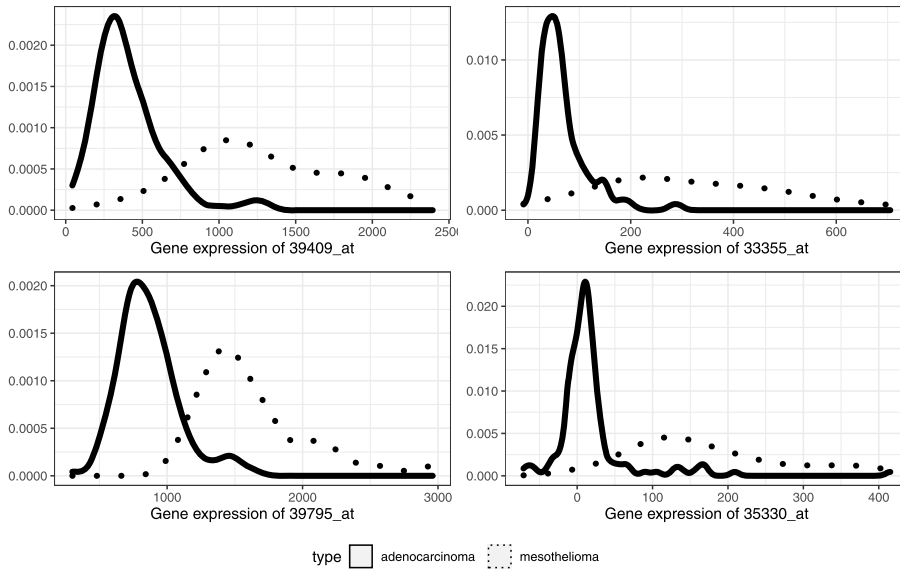 0.0020
0.0015
0.0010
0.0005
0.0000
0 500 1000 1500 2000 2500
Gene expression of 39409_at
0.010
0.005
0.000
0 200 400 600
Gene expression of 33355_at
0.0020
0.0015
0.0010
0.0005
0.0000
1000 2000 3000
Gene expression of 39795_at
0.020
0.015
0.010
0.005
0.000
0 100 200 300 400
Gene expression of 35330_at
type adenocarcinoma mesothelioma